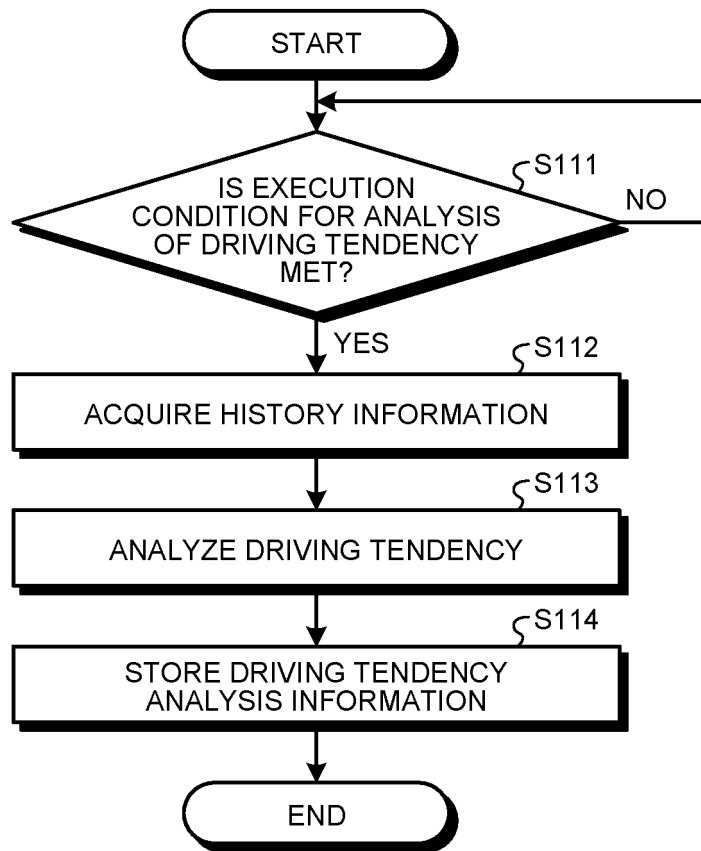 START
S111
IS EXECUTION
CONDITION FOR ANALYSIS
OF DRIVING TENDENCY
MET?
NO
YES
S112
ACQUIRE HISTORY INFORMATION
S113
ANALYZE DRIVING TENDENCY
S114
STORE DRIVING TENDENCY
ANALYSIS INFORMATION
END